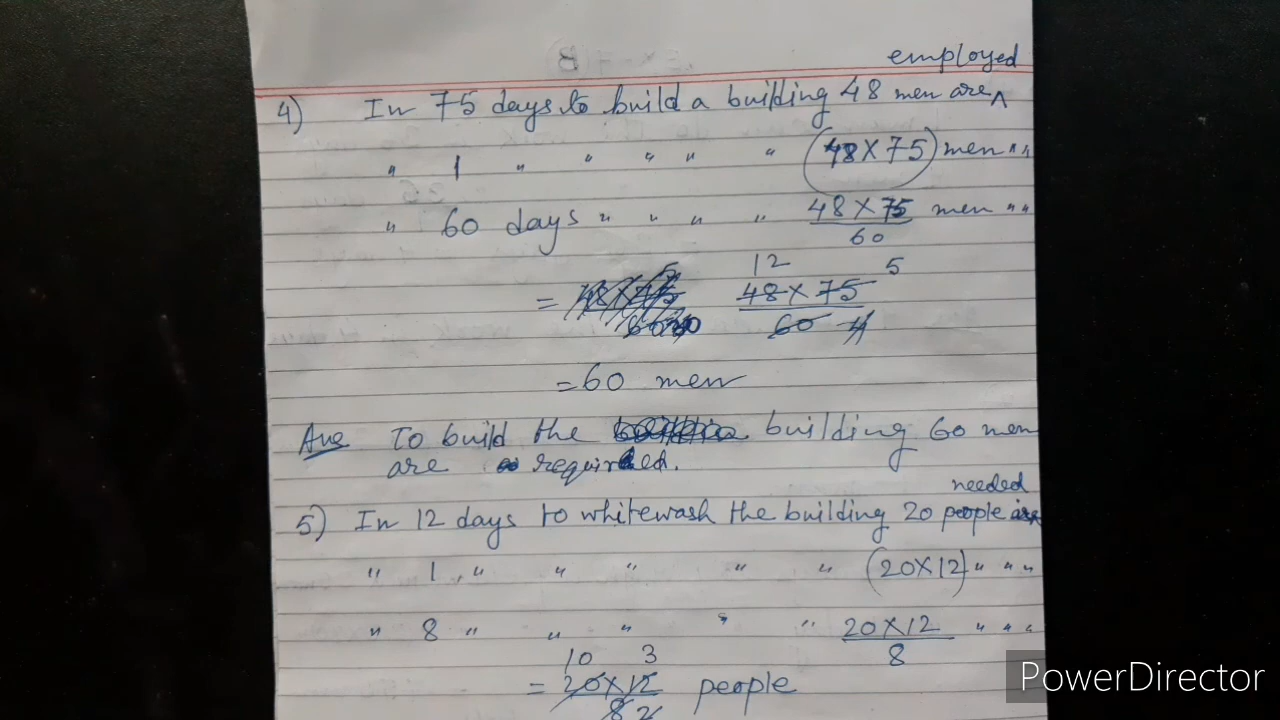 employed
4) In 75 days to build a building 48 men are ^
" 1 " " " " " (48×75) men " "
" 60 days " " " " 48×75 men " "
60
12 5
= 48×75
60 4
= 60 men
Ans To build the building 60 men
are required.
needed
5) In 12 days to whitewash the building 20 people
" 1 " " " " " " (20×12) " " "
" 8 " " " " " 20×12 " " "
8
10 3
= 20×12 people
8 2
PowerDirector